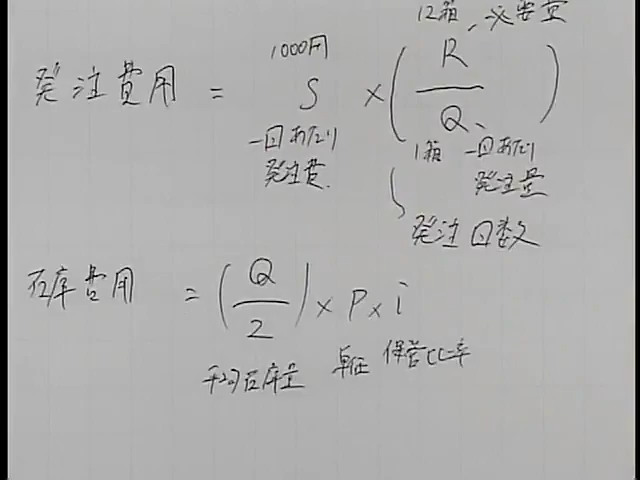 12箱 必要量
1000円 R
発注費用 = S × ( — )
Q
一回あたり 1箱 一回あたり
発注費 発注量
発注回数
在庫費用 = ( Q / 2 ) × P × i
平均在庫量 単価 保管比率